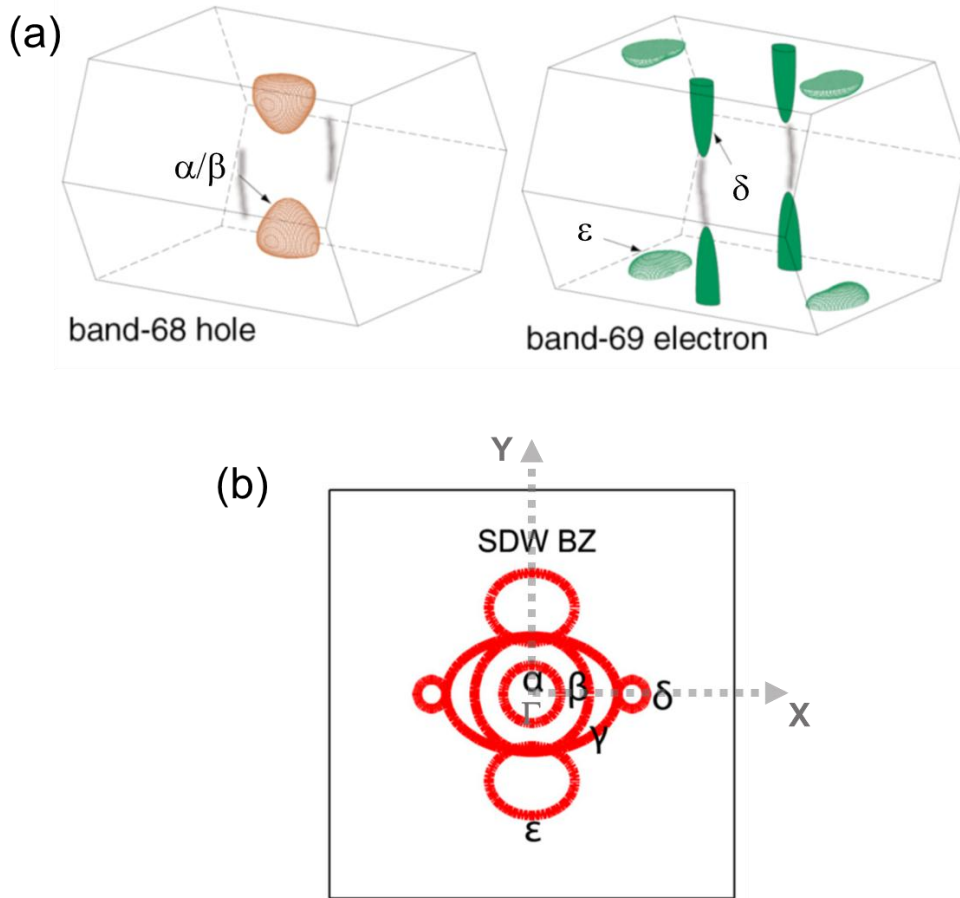 (a)
α/β
δ
ε
band-68 hole
band-69 electron
(b)
Y
SDW BZ
α
β
δ
Γ
X
γ
ε